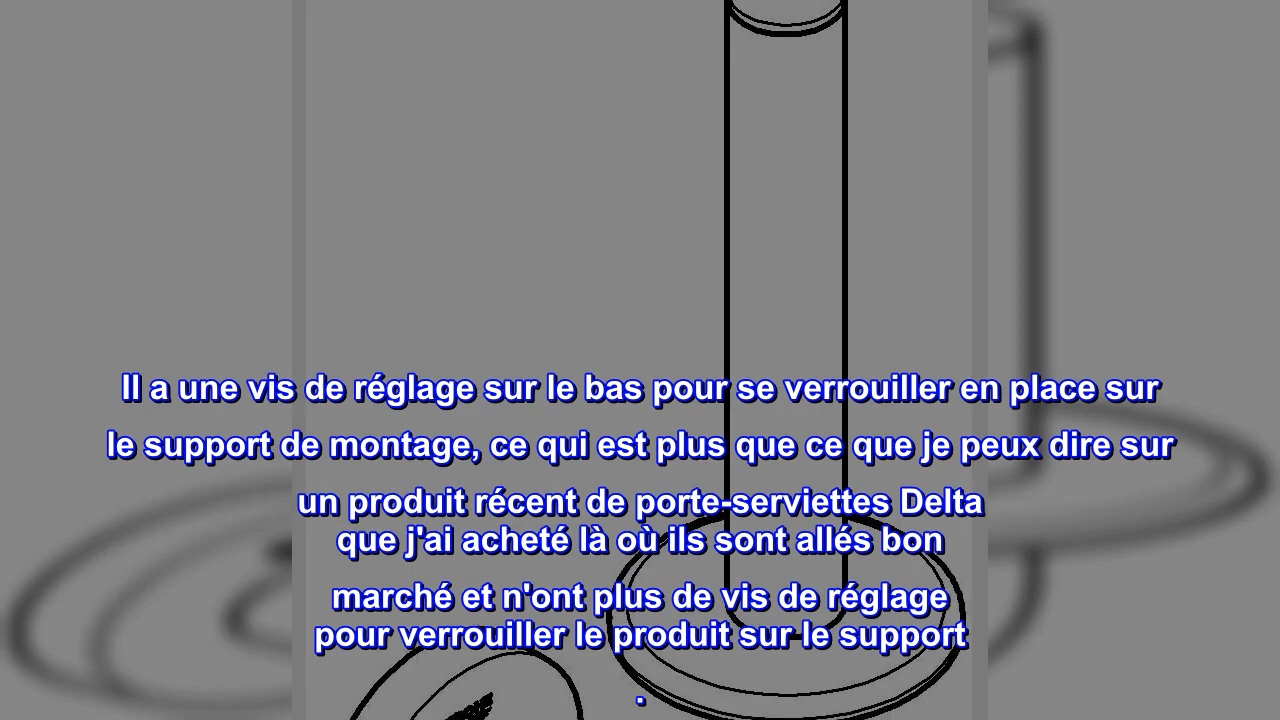 Il a une vis de réglage sur le bas pour se verrouiller en place sur
le support de montage, ce qui est plus que ce que je peux dire sur
un produit récent de porte-serviettes Delta
que j'ai acheté là où ils sont allés bon
marché et n'ont plus de vis de réglage
pour verrouiller le produit sur le support
.